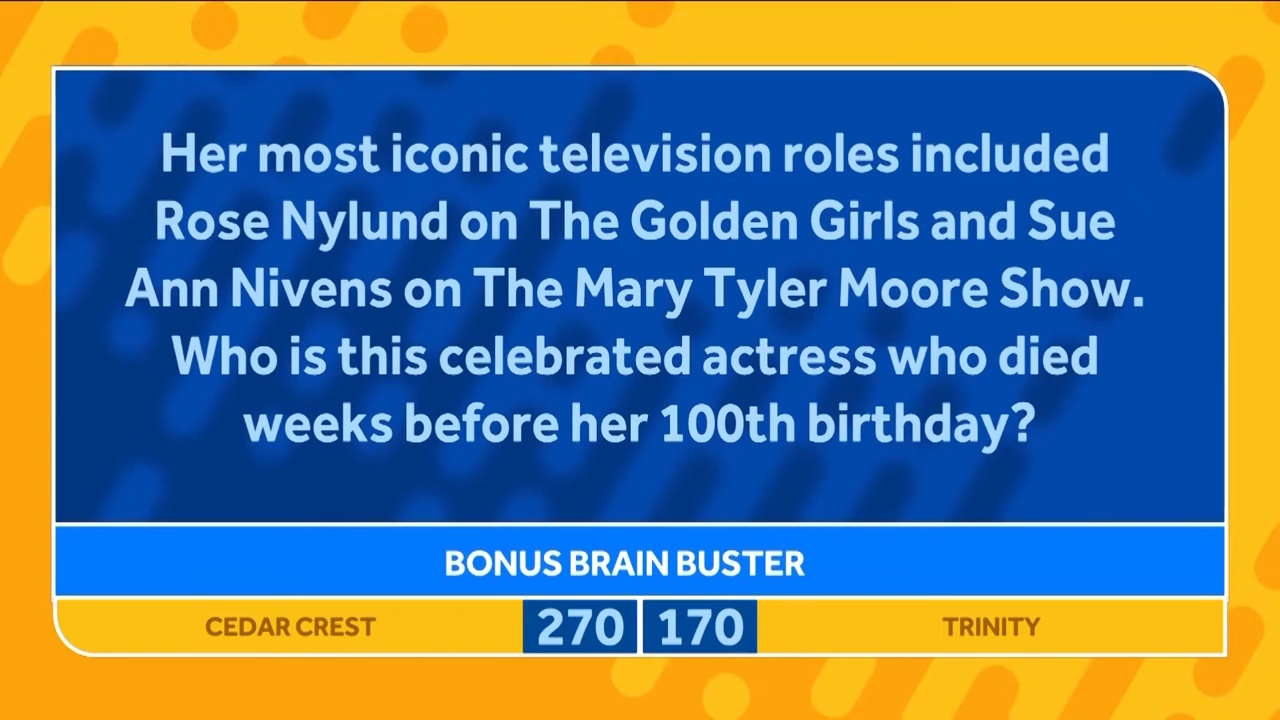 Her most iconic television roles included
Rose Nylund on The Golden Girls and Sue
Ann Nivens on The Mary Tyler Moore Show.
Who is this celebrated actress who died
weeks before her 100th birthday?
BONUS BRAIN BUSTER
CEDAR CREST 270 170 TRINITY